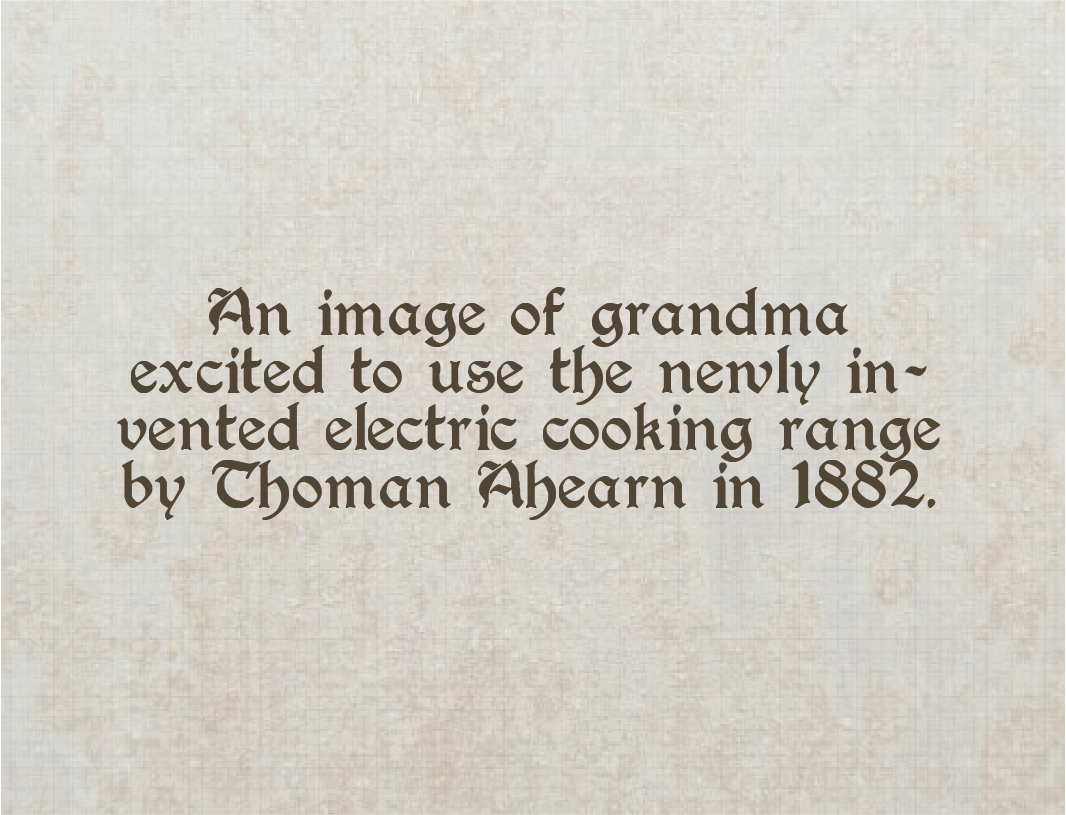 An image of grandma
excited to use the newly in-
vented electric cooking range
by Thoman Ahearn in 1882.